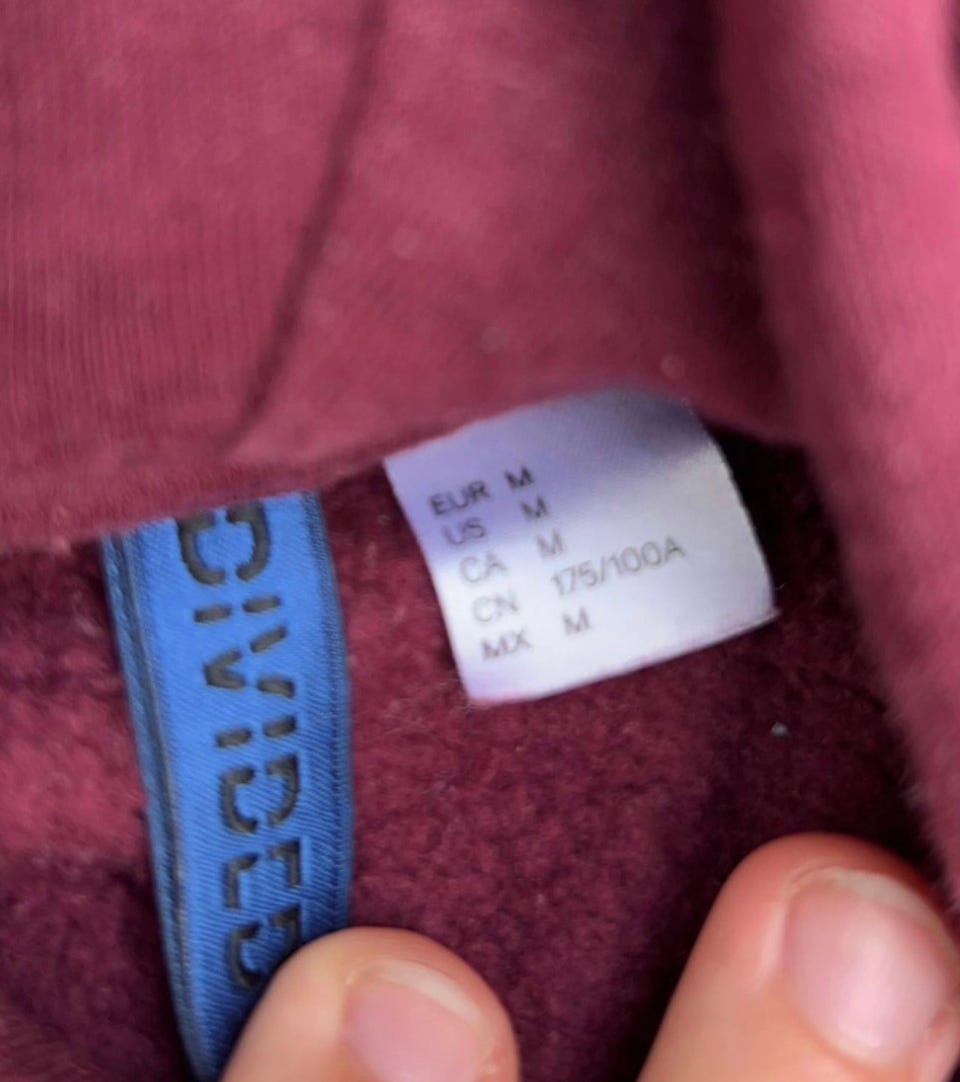 DIVIDED
EUR M
US M
CA M
CN 175/100A
MX M